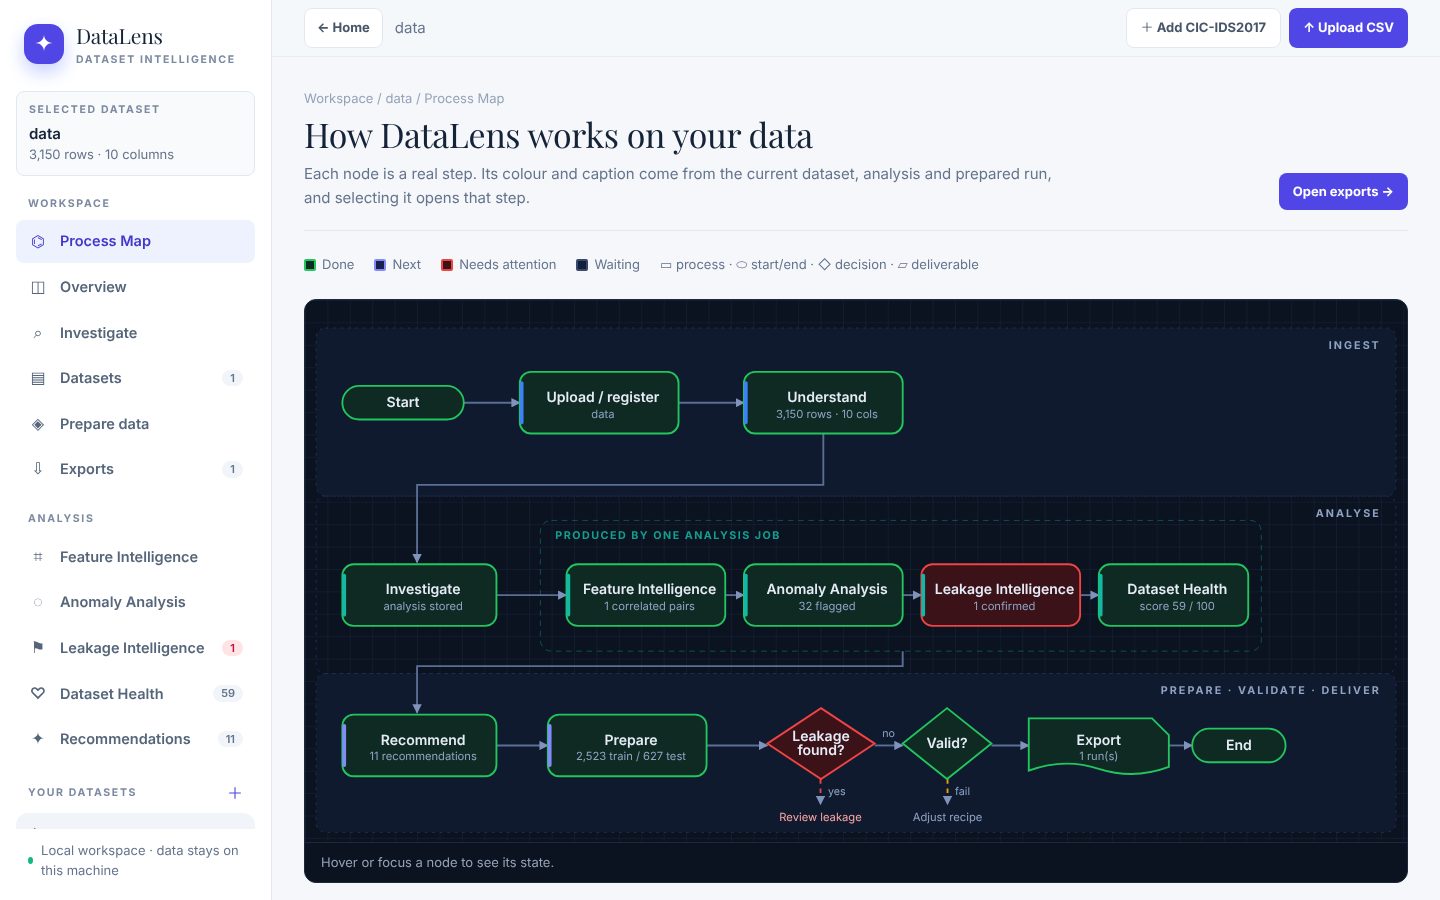 DataLens
DATASET INTELLIGENCE
SELECTED DATASET
data
3,150 rows · 10 columns
WORKSPACE
Process Map
Overview
Investigate
Datasets 1
Prepare data
Exports 1
ANALYSIS
Feature Intelligence
Anomaly Analysis
Leakage Intelligence 1
Dataset Health 59
Recommendations 11
YOUR DATASETS +
Local workspace · data stays on
this machine
← Home data
+ Add CIC-IDS2017
↑ Upload CSV
Workspace / data / Process Map
How DataLens works on your data
Each node is a real step. Its colour and caption come from the current dataset, analysis and prepared run,
and selecting it opens that step.
Open exports →
Done Next Needs attention Waiting ▭ process · ⬭ start/end · ◇ decision · ▱ deliverable
INGEST
Start
Upload / register
data
Understand
3,150 rows · 10 cols
ANALYSE
PRODUCED BY ONE ANALYSIS JOB
Investigate
analysis stored
Feature Intelligence
1 correlated pairs
Anomaly Analysis
32 flagged
Leakage Intelligence
1 confirmed
Dataset Health
score 59 / 100
PREPARE · VALIDATE · DELIVER
Recommend
11 recommendations
Prepare
2,523 train / 627 test
Leakage
found?
no
yes
Review leakage
Valid?
fail
Adjust recipe
Export
1 run(s)
End
Hover or focus a node to see its state.